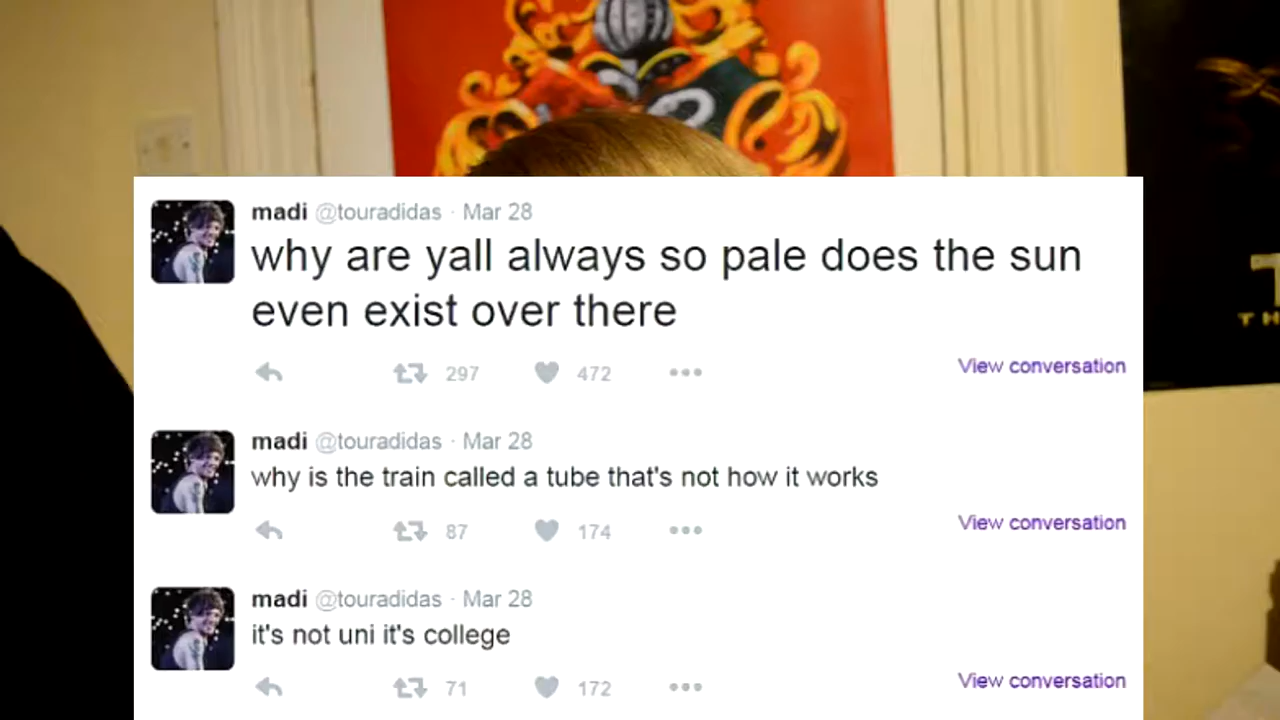 madi @touradidas · Mar 28
why are yall always so pale does the sun
even exist over there
297 472 ••• View conversation
madi @touradidas · Mar 28
why is the train called a tube that's not how it works
87 174 ••• View conversation
madi @touradidas · Mar 28
it's not uni it's college
71 172 ••• View conversation